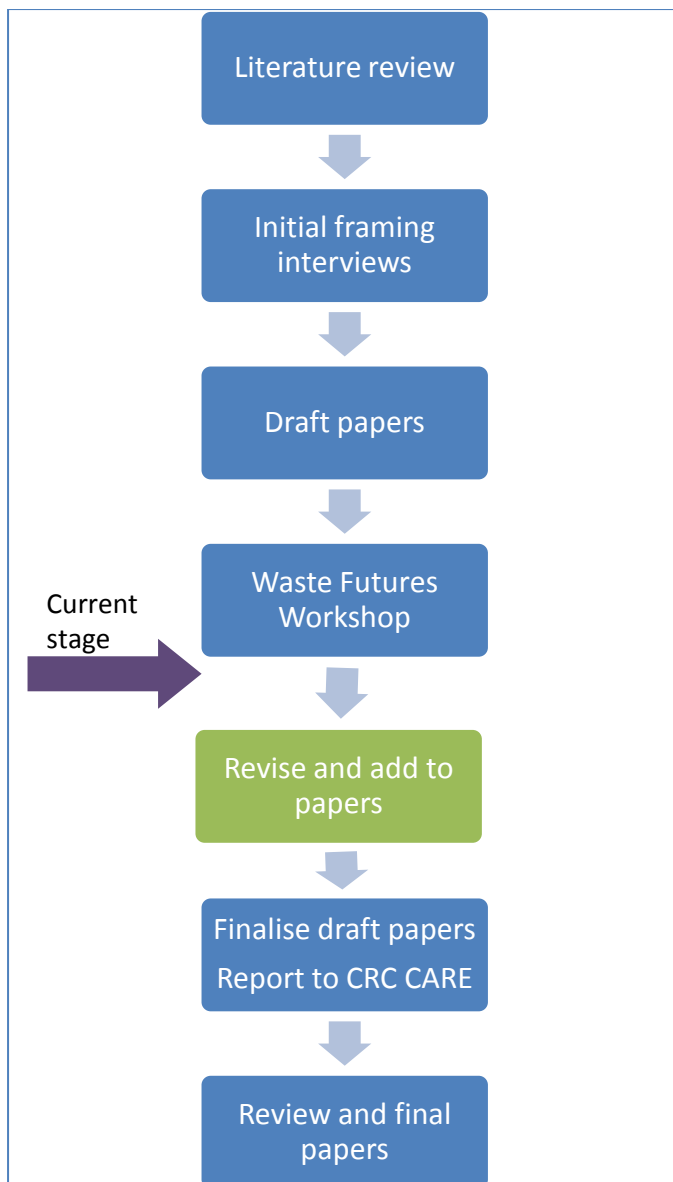 Literature review
Initial framing
interviews
Draft papers
Waste Futures
Workshop
Current
stage
Revise and add to
papers
Finalise draft papers
Report to CRC CARE
Review and final
papers